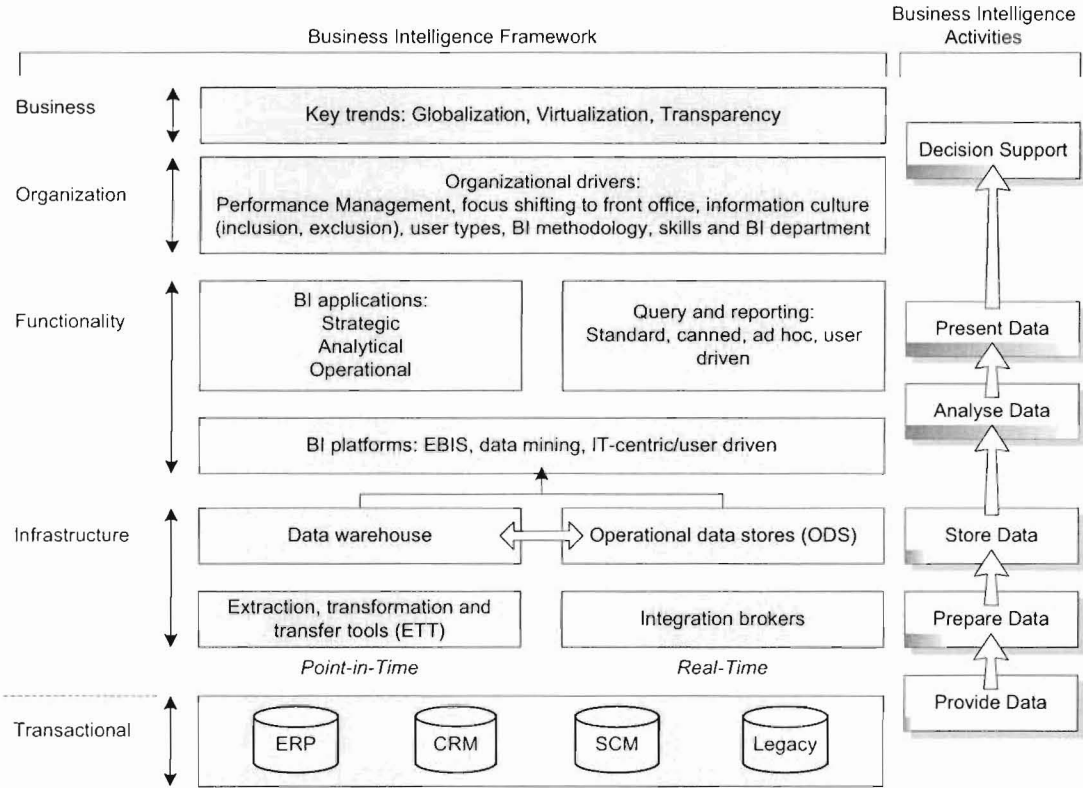 Business Intelligence Framework
Business Intelligence
Activities
Business
Key trends: Globalization, Virtualization, Transparency
Decision Support
Organization
Organizational drivers:
Performance Management, focus shifting to front office, information culture
(inclusion, exclusion), user types, BI methodology, skills and BI department
Functionality
BI applications:
Strategic
Analytical
Operational
Query and reporting:
Standard, canned, ad hoc, user
driven
Present Data
Analyse Data
BI platforms: EBIS, data mining, IT-centric/user driven
Infrastructure
Data warehouse
Operational data stores (ODS)
Store Data
Extraction, transformation and
transfer tools (ETT)
Integration brokers
Prepare Data
Point-in-Time
Real-Time
Provide Data
Transactional
ERP
CRM
SCM
Legacy